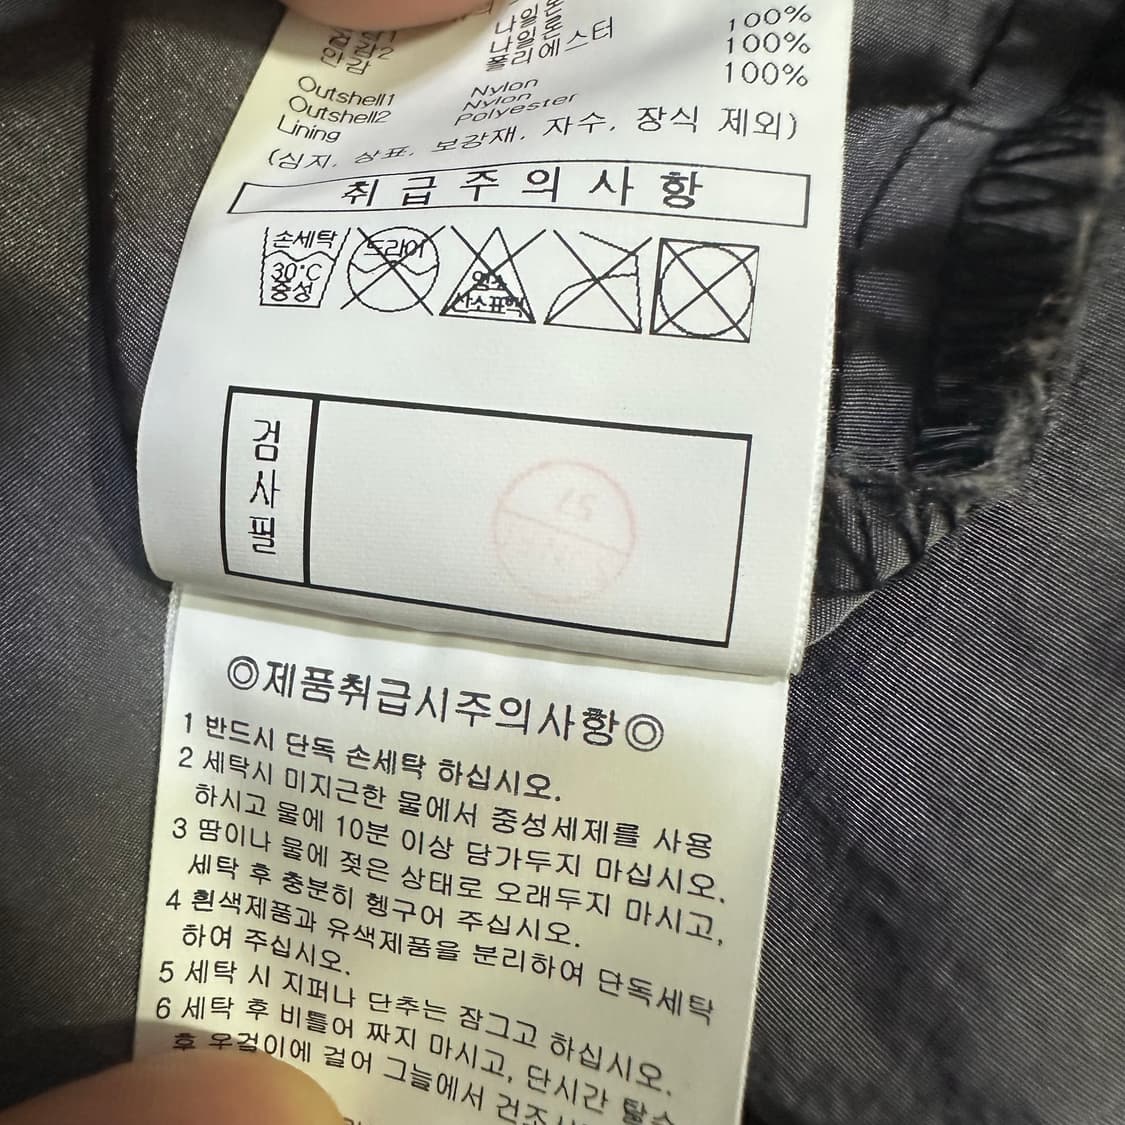 겉감2 나일론 100%
안감 폴리에스터 100%
100%
Outshell1 Nylon
Outshell2 Nylon
Lining Polyester
(심지, 상표, 보강재, 자수, 장식 제외)
취급주의사항
손세탁 30°C 중성
드라이
염소 산소표백
검사필
57
◎제품취급시주의사항◎
1 반드시 단독 손세탁 하십시오.
2 세탁시 미지근한 물에서 중성세제를 사용
하시고 물에 10분 이상 담가두지 마십시오.
3 땀이나 물에 젖은 상태로 오래두지 마시고,
세탁 후 충분히 헹구어 주십시오.
4 흰색제품과 유색제품을 분리하여 단독세탁
하여 주십시오.
5 세탁 시 지퍼나 단추는 잠그고 하십시오.
6 세탁 후 비틀어 짜지 마시고, 단시간 탈수
후 옷걸이에 걸어 그늘에서